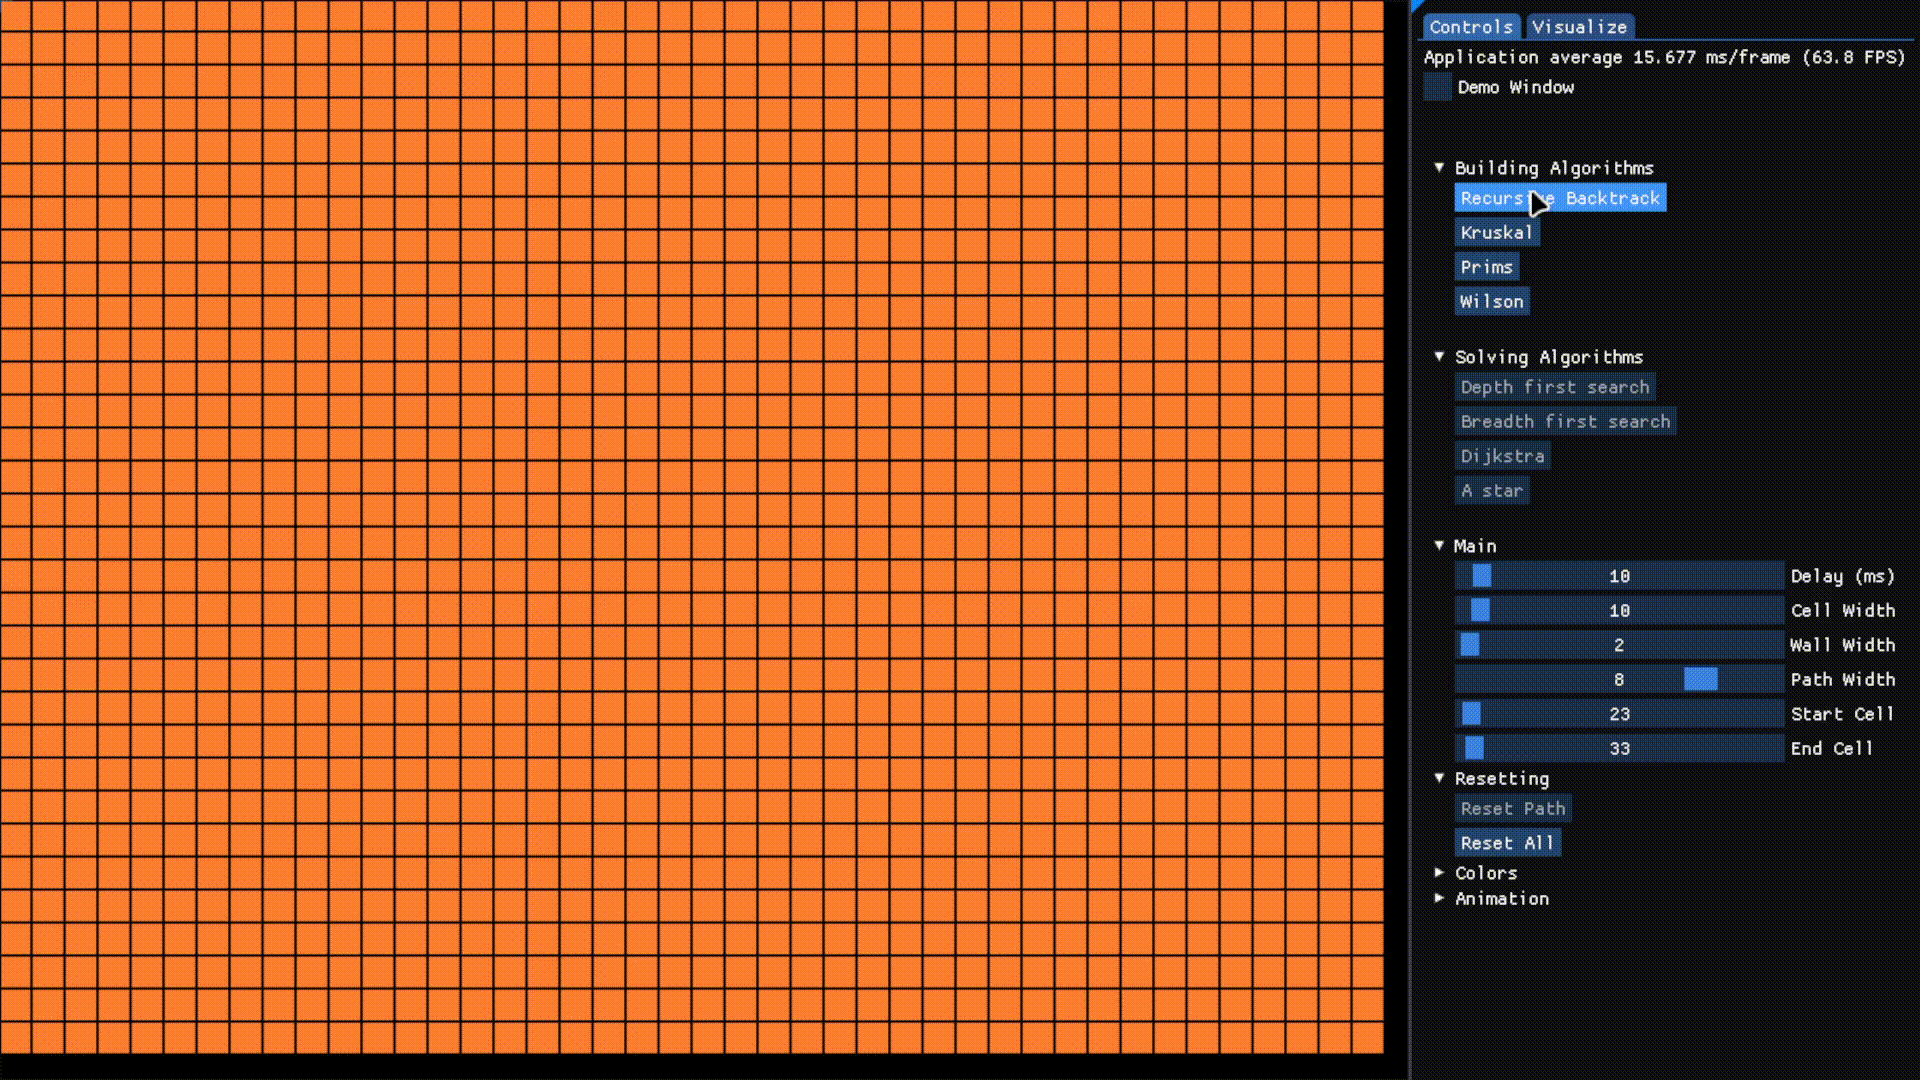 Controls Visualize
Application average 15.677 ms/frame (63.8 FPS)
Demo Window
Building Algorithms
Recursive Backtrack
Kruskal
Prims
Wilson
Solving Algorithms
Depth first search
Breadth first search
Dijkstra
A star
Main
10 Delay (ms)
10 Cell Width
2 Wall Width
8 Path Width
23 Start Cell
33 End Cell
Resetting
Reset Path
Reset All
Colors
Animation